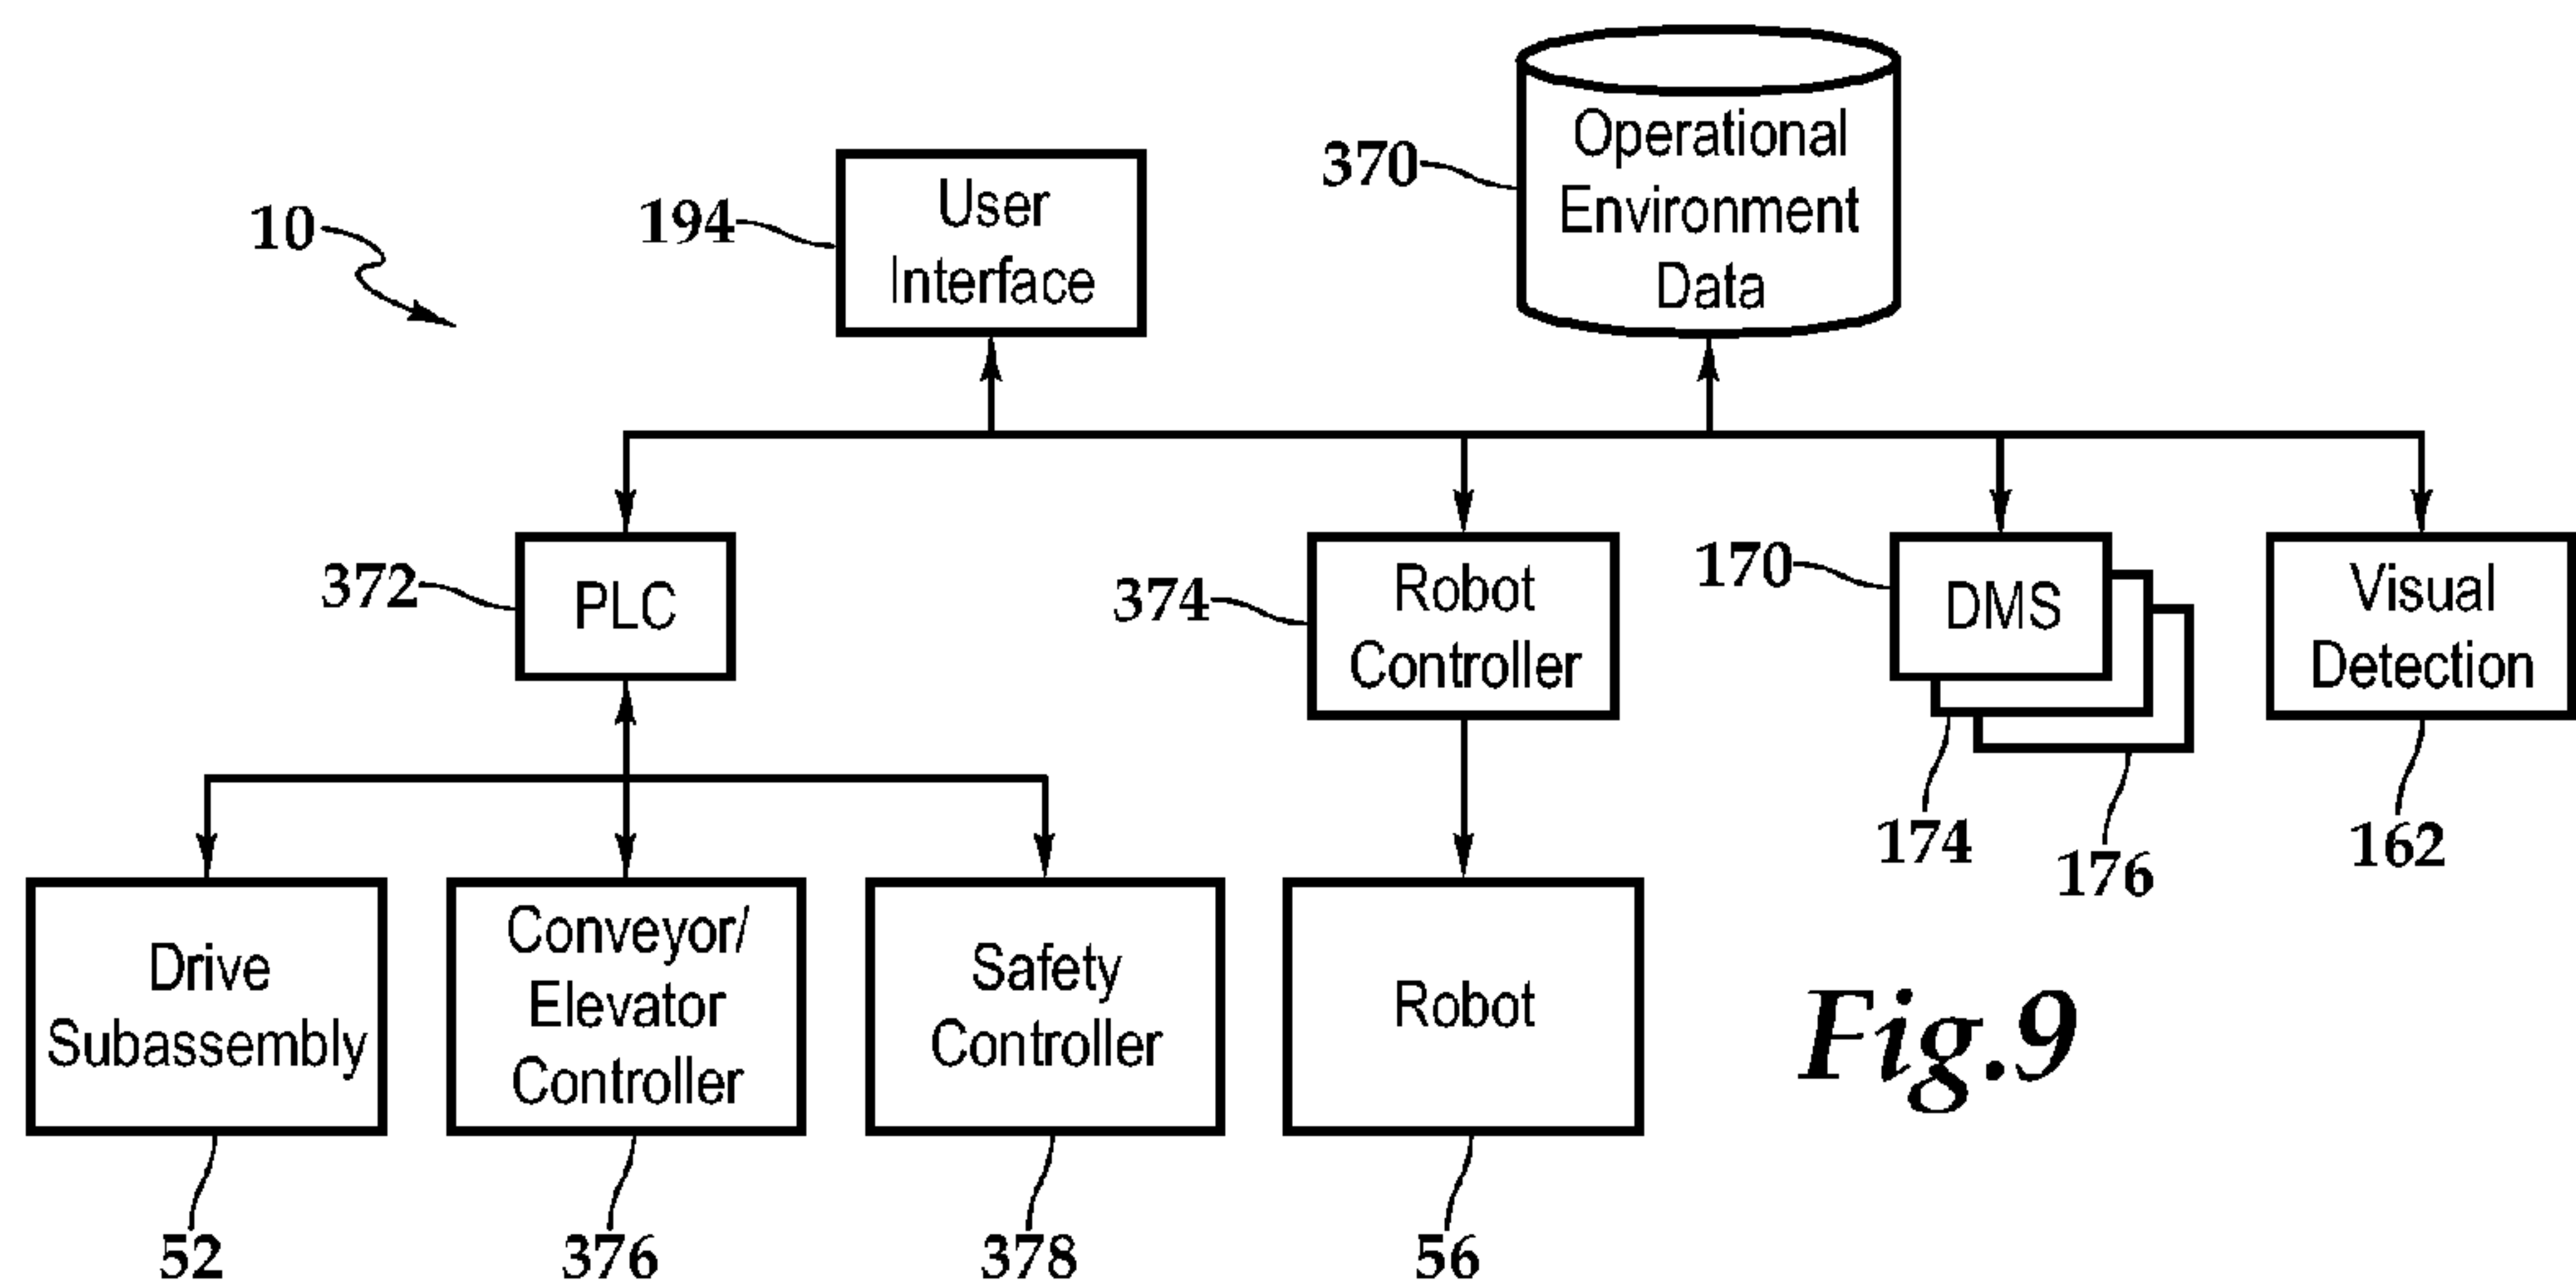 10
194
User
Interface
370
Operational
Environment
Data
372
PLC
374
Robot
Controller
170
DMS
174
176
Visual
Detection
162
Drive
Subassembly
52
Conveyor/
Elevator
Controller
376
Safety
Controller
378
Robot
56
Fig.9